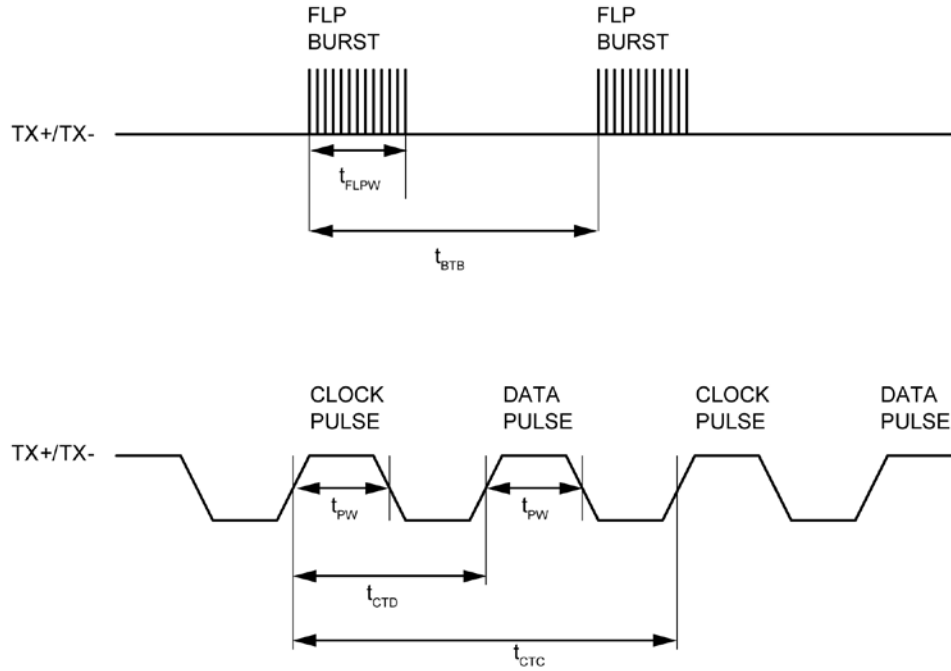 FLP
BURST
FLP
BURST
TX+/TX-
tFLPW
tBTB
CLOCK
PULSE
DATA
PULSE
CLOCK
PULSE
DATA
PULSE
TX+/TX-
tPW
tPW
tCTD
tCTC